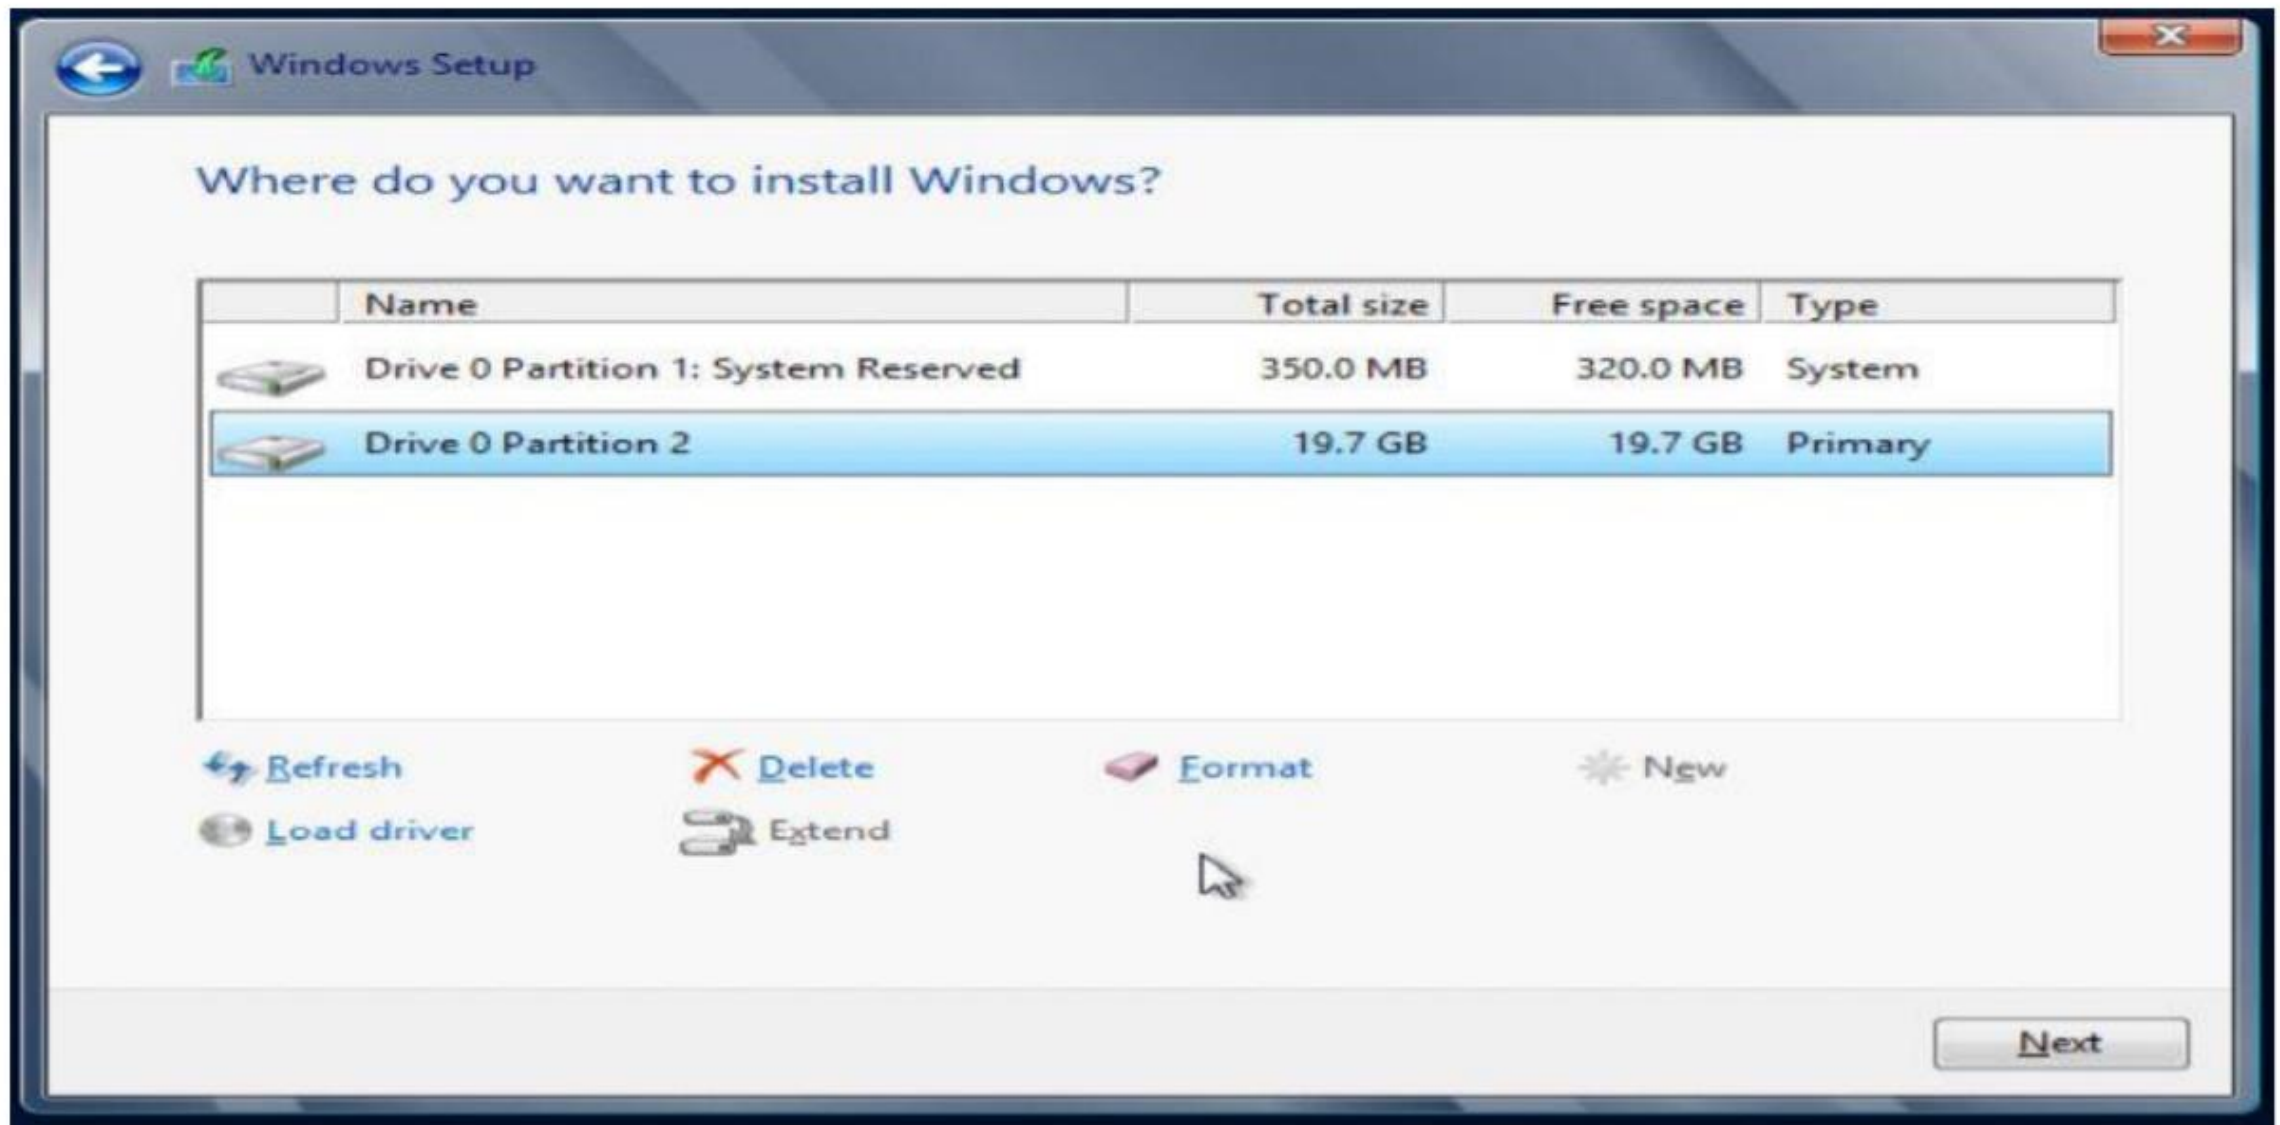 Windows Setup
Where do you want to install Windows?
Name Total size Free space Type
Drive 0 Partition 1: System Reserved 350.0 MB 320.0 MB System
Drive 0 Partition 2 19.7 GB 19.7 GB Primary
Refresh Delete Format New
Load driver Extend
Next